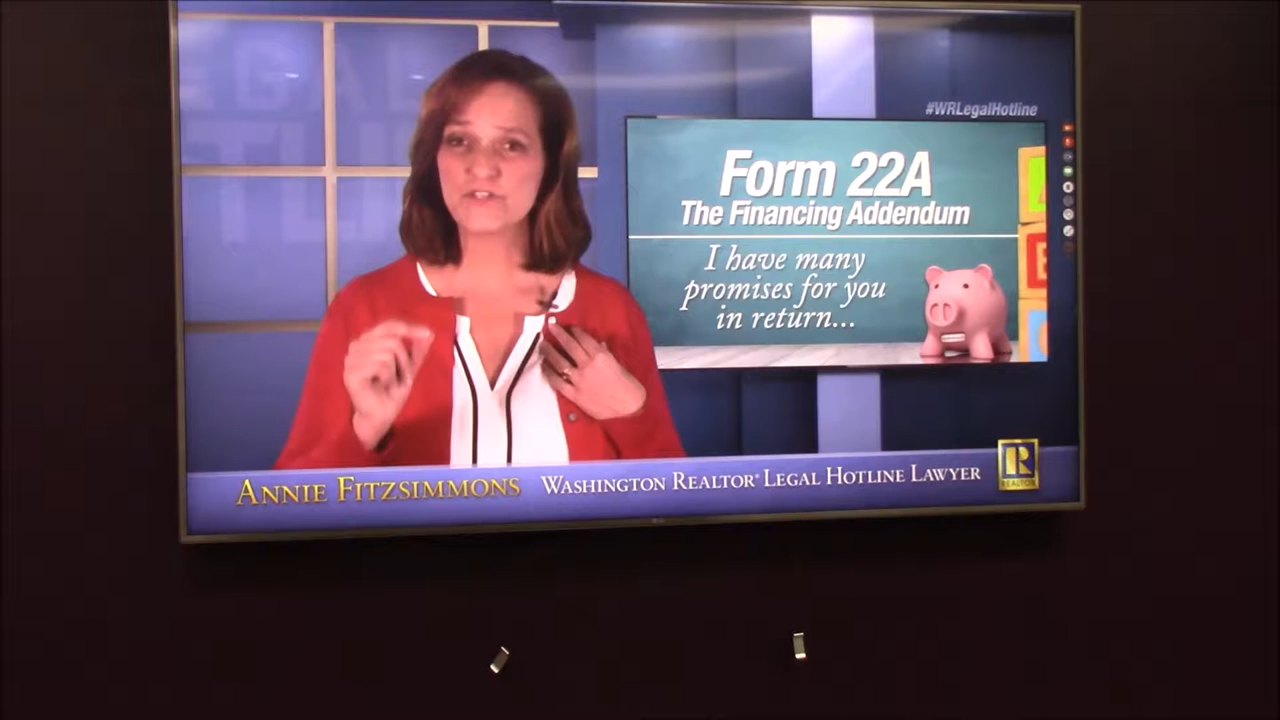 #WRLegalHotline
Form 22A
The Financing Addendum
I have many
promises for you
in return...
ANNIE FITZSIMMONS WASHINGTON REALTOR® LEGAL HOTLINE LAWYER
R
REALTOR